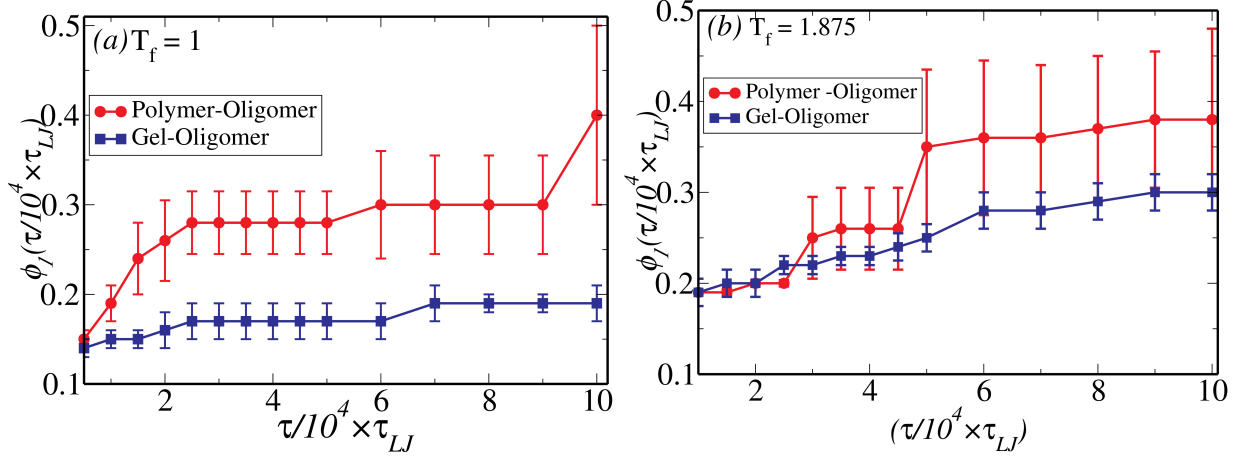 (a) T_f = 1
Polymer-Oligomer
Gel-Oligomer
ϕ_l(τ/10^4×τ_LJ)
0.5
0.4
0.3
0.2
0.1
2 4 6 8 10
τ/10^4×τ_LJ
(b) T_f = 1.875
Polymer -Oligomer
Gel-Oligomer
ϕ_l(τ/10^4×τ_LJ)
0.5
0.4
0.3
0.2
0.1
2 4 6 8 10
(τ/10^4×τ_LJ)